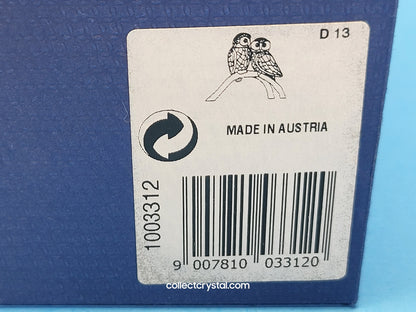 D 13
MADE IN AUSTRIA
1003312
9 007810 033120
collectcrystal.com